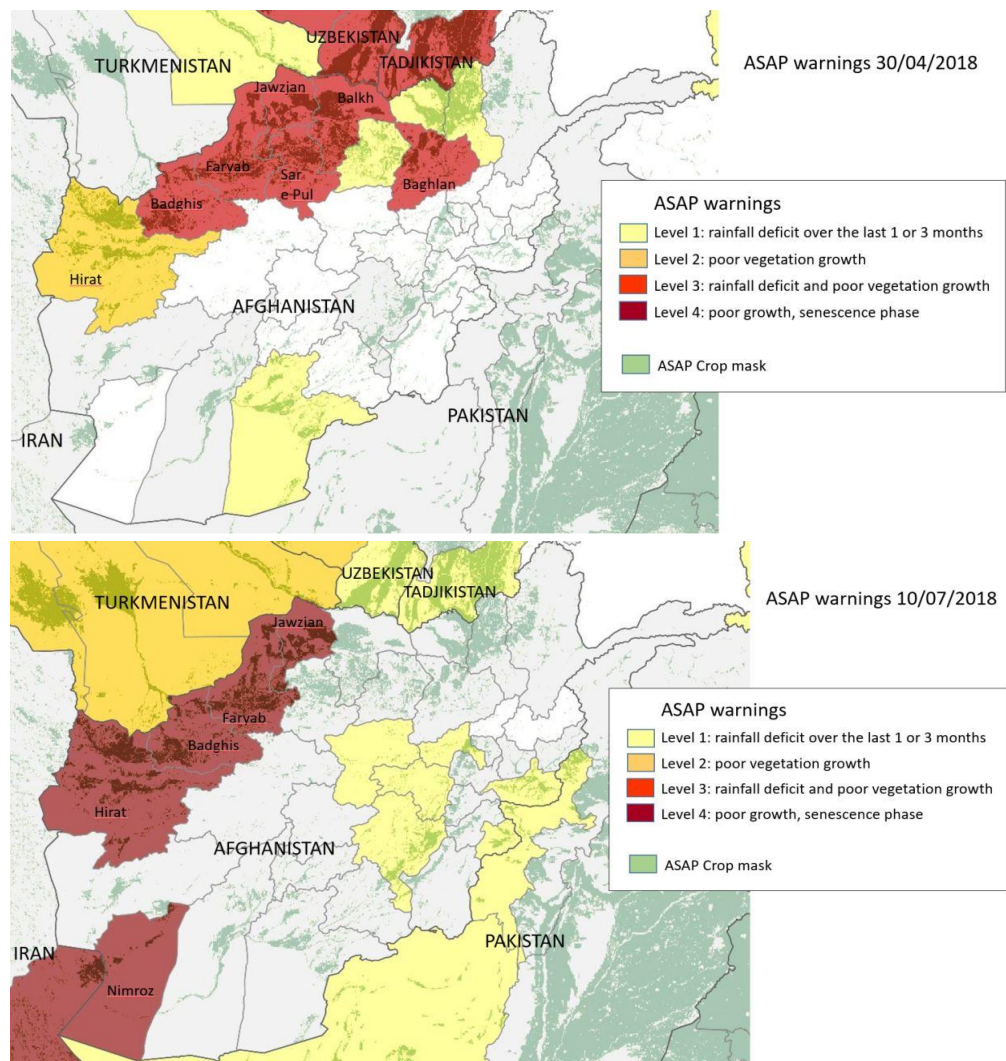 UZBEKISTAN
TADJIKISTAN
TURKMENISTAN
ASAP warnings 30/04/2018
Jawzjan
Balkh
Farvab
Sar
e Pul
Baghlan
Badghis
Hirat
AFGHANISTAN
PAKISTAN
IRAN
ASAP warnings
Level 1: rainfall deficit over the last 1 or 3 months
Level 2: poor vegetation growth
Level 3: rainfall deficit and poor vegetation growth
Level 4: poor growth, senescence phase
ASAP Crop mask
UZBEKISTAN
TADJIKISTAN
TURKMENISTAN
ASAP warnings 10/07/2018
Jawzjan
Farvab
Badghis
Hirat
AFGHANISTAN
PAKISTAN
IRAN
Nimroz
ASAP warnings
Level 1: rainfall deficit over the last 1 or 3 months
Level 2: poor vegetation growth
Level 3: rainfall deficit and poor vegetation growth
Level 4: poor growth, senescence phase
ASAP Crop mask